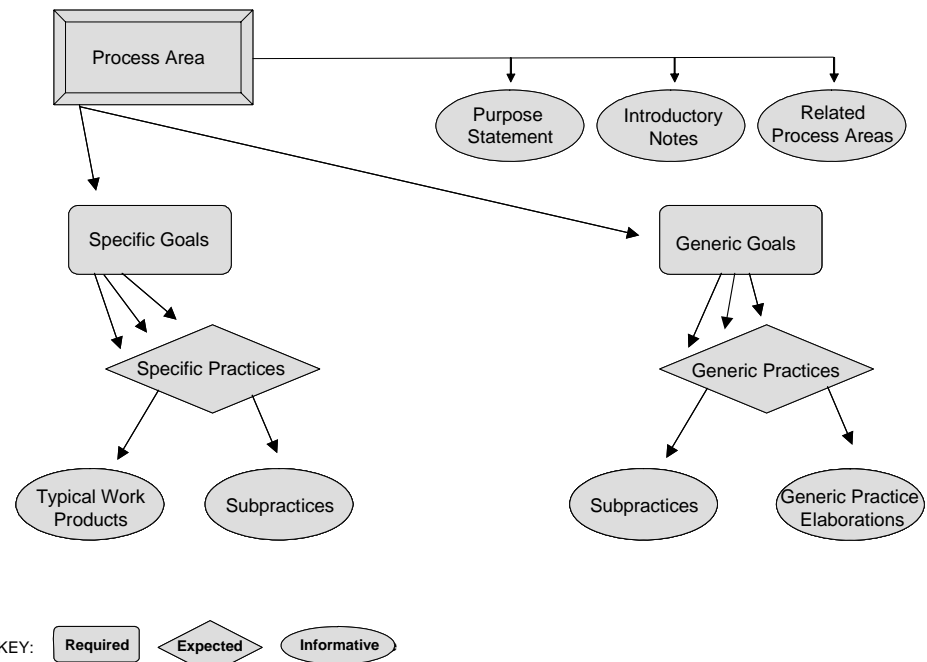 Process Area
Purpose
Statement
Introductory
Notes
Related
Process Areas
Specific Goals
Generic Goals
Specific Practices
Generic Practices
Typical Work
Products
Subpractices
Subpractices
Generic Practice
Elaborations
KEY:
Required
Expected
Informative